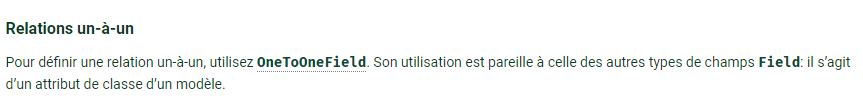 Relations un-à-un
Pour définir une relation un-à-un, utilisez OneToOneField. Son utilisation est pareille à celle des autres types de champs Field: il s’agit
d’un attribut de classe d’un modèle.